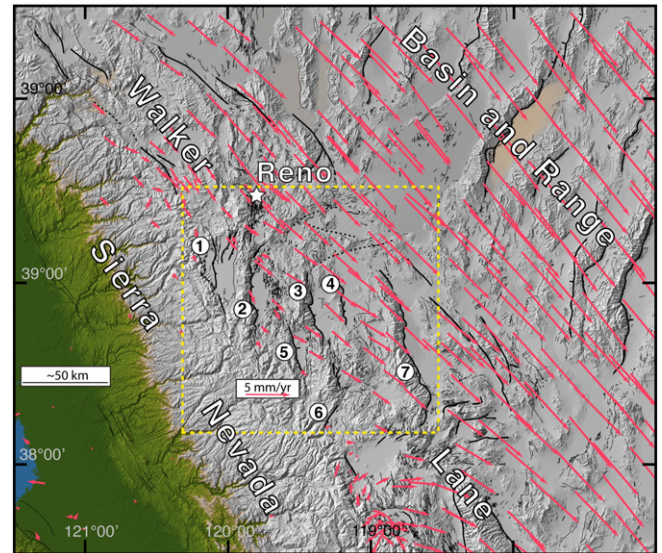 Basin and Range
39°00'
Walker
Reno
1
Sierra
39°00'
3
4
2
~50 km
5
7
5 mm/yr
6
Nevada
38°00'
Lane
121°00'
120°00'
119°00'